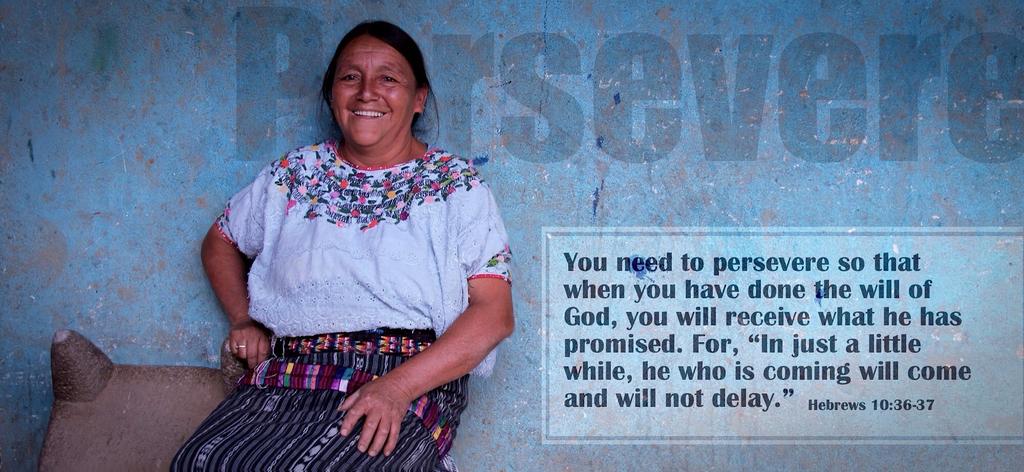 Persevere
You need to persevere so that
when you have done the will of
God, you will receive what he has
promised. For, “In just a little
while, he who is coming will come
and will not delay.” Hebrews 10:36-37